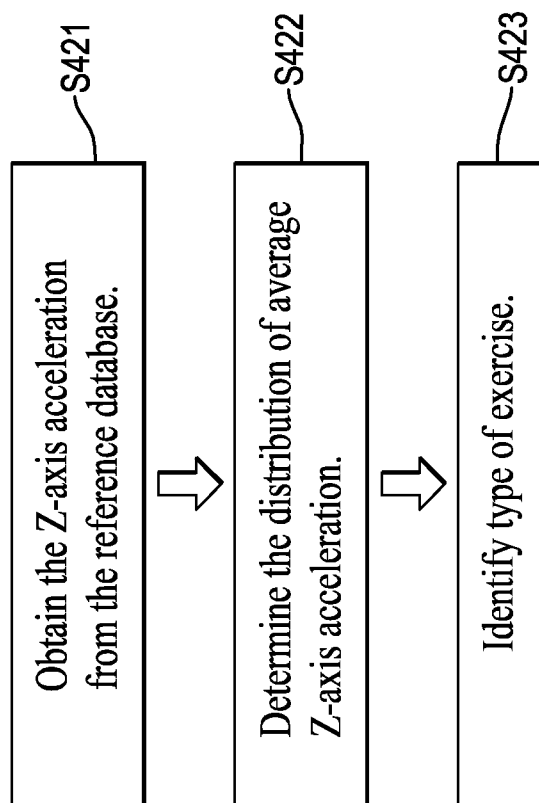 Obtain the Z-axis acceleration
from the reference database.
S421
Determine the distribution of average
Z-axis acceleration.
S422
Identify type of exercise.
S423